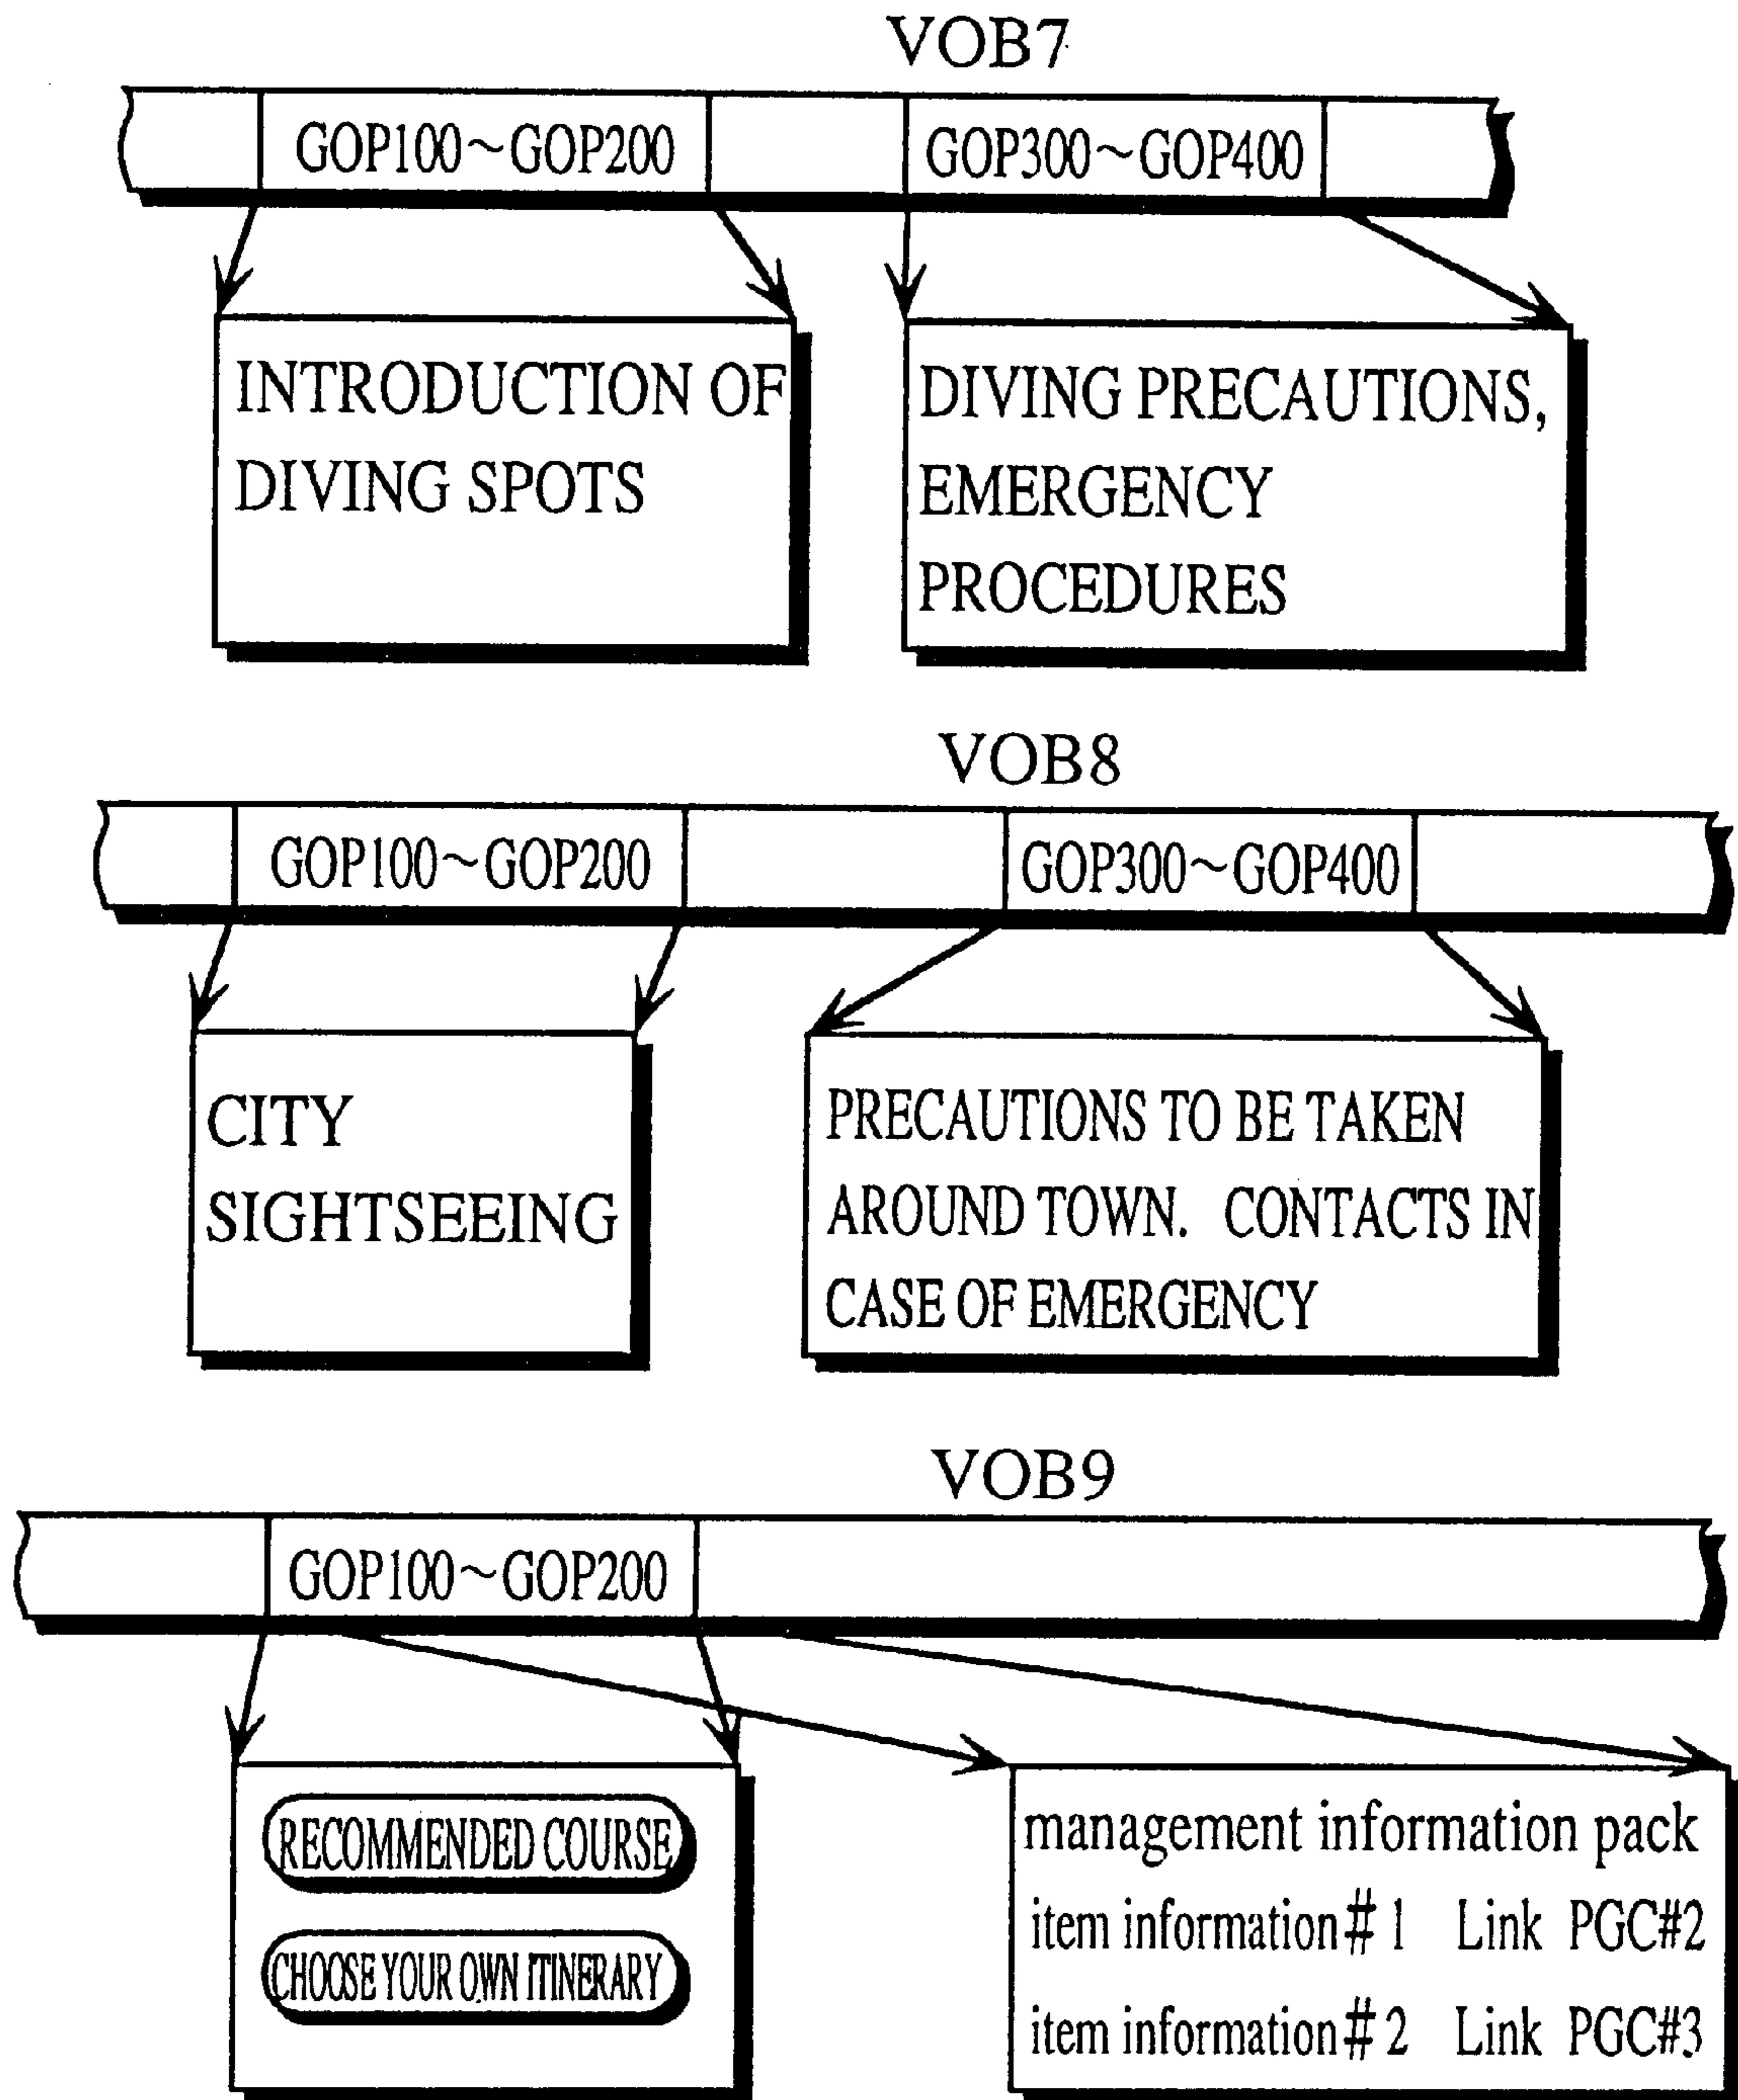 VOB7
GOP100~GOP200
GOP300~GOP400
INTRODUCTION OF
DIVING SPOTS
DIVING PRECAUTIONS,
EMERGENCY
PROCEDURES
VOB8
GOP100~GOP200
GOP300~GOP400
CITY
SIGHTSEEING
PRECAUTIONS TO BE TAKEN
AROUND TOWN. CONTACTS IN
CASE OF EMERGENCY
VOB9
GOP100~GOP200
RECOMMENDED COURSE
CHOOSE YOUR OWN ITINERARY
management information pack
item information#1 Link PGC#2
item information#2 Link PGC#3